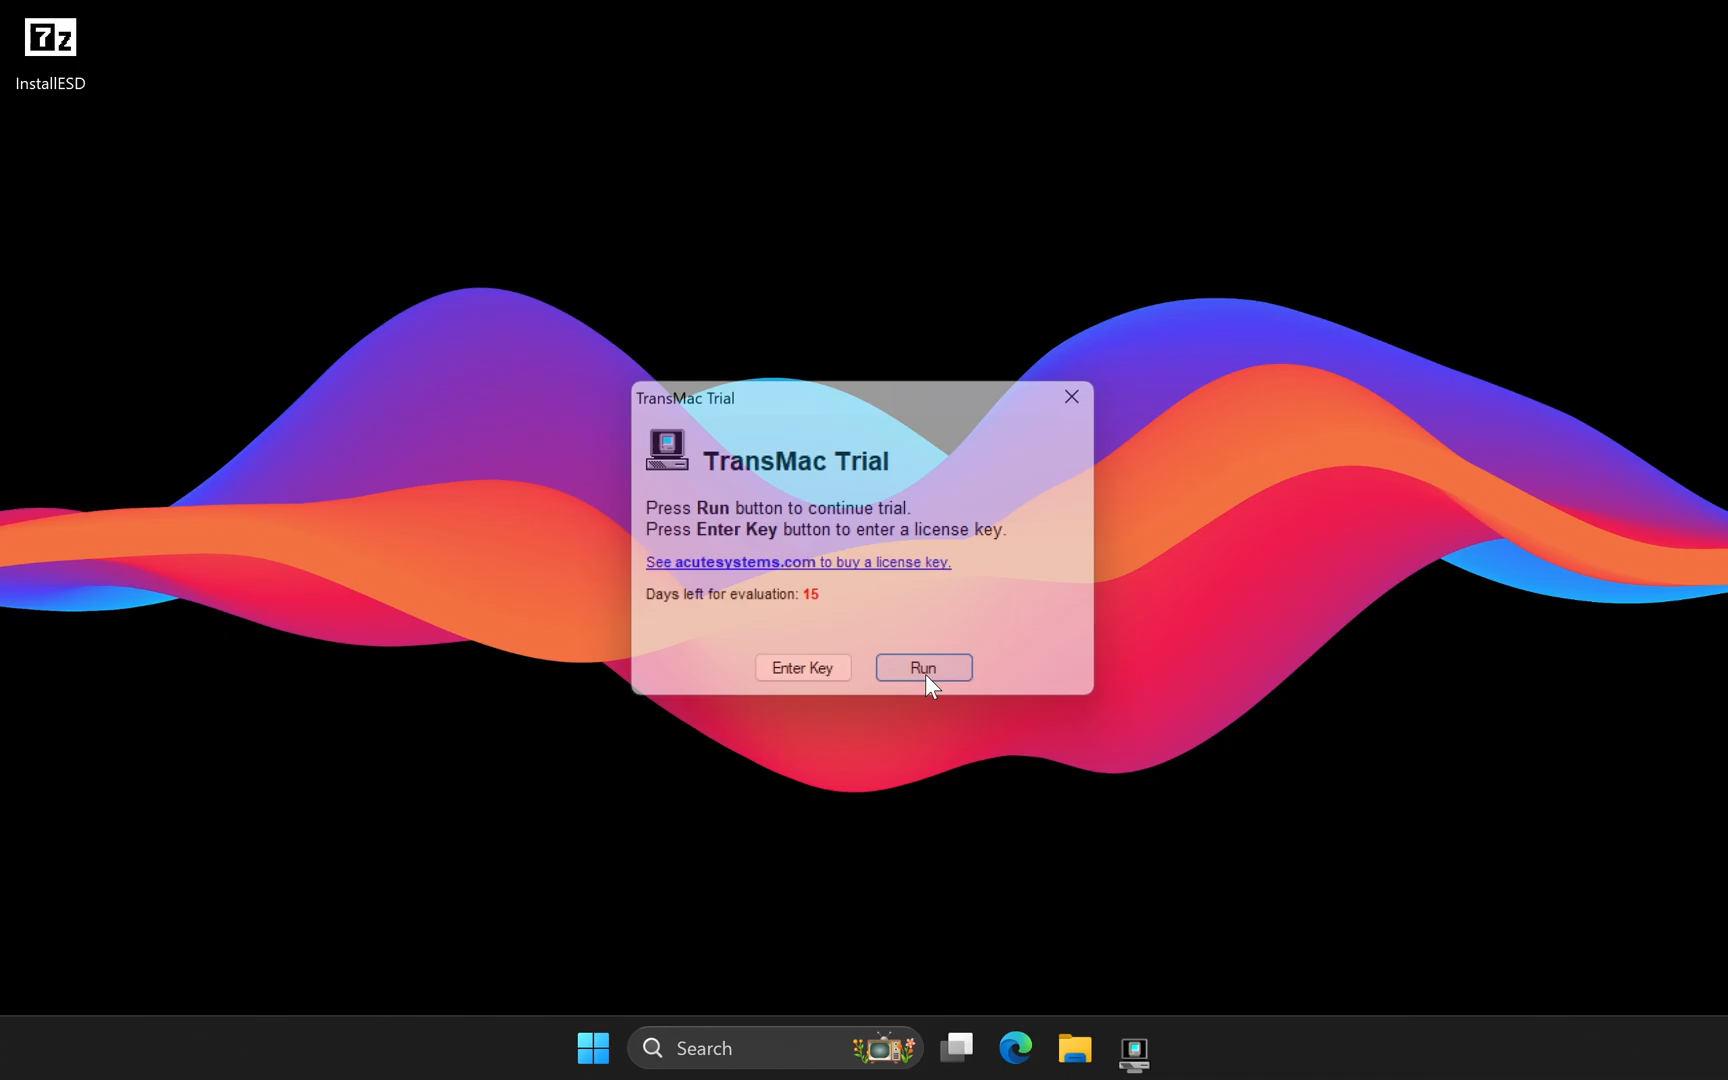 7z
InstallESD
TransMac Trial
TransMac Trial
Press Run button to continue trial.
Press Enter Key button to enter a license key.
See acutesystems.com to buy a license key.
Days left for evaluation: 15
Enter Key
Run
Search